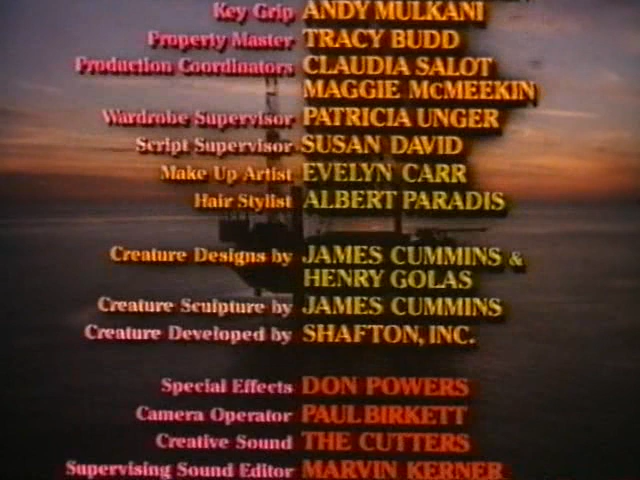 Key Grip ANDY MULKANI
Property Master TRACY BUDD
Production Coordinators CLAUDIA SALOT
MAGGIE McMEEKIN
Wardrobe Supervisor PATRICIA UNGER
Script Supervisor SUSAN DAVID
Make Up Artist EVELYN CARR
Hair Stylist ALBERT PARADIS
Creature Designs by JAMES CUMMINS &
HENRY GOLAS
Creature Sculpture by JAMES CUMMINS
Creature Developed by SHAFTON, INC.
Special Effects DON POWERS
Camera Operator PAUL BIRKETT
Creative Sound THE CUTTERS
Supervising Sound Editor MARVIN KERNER